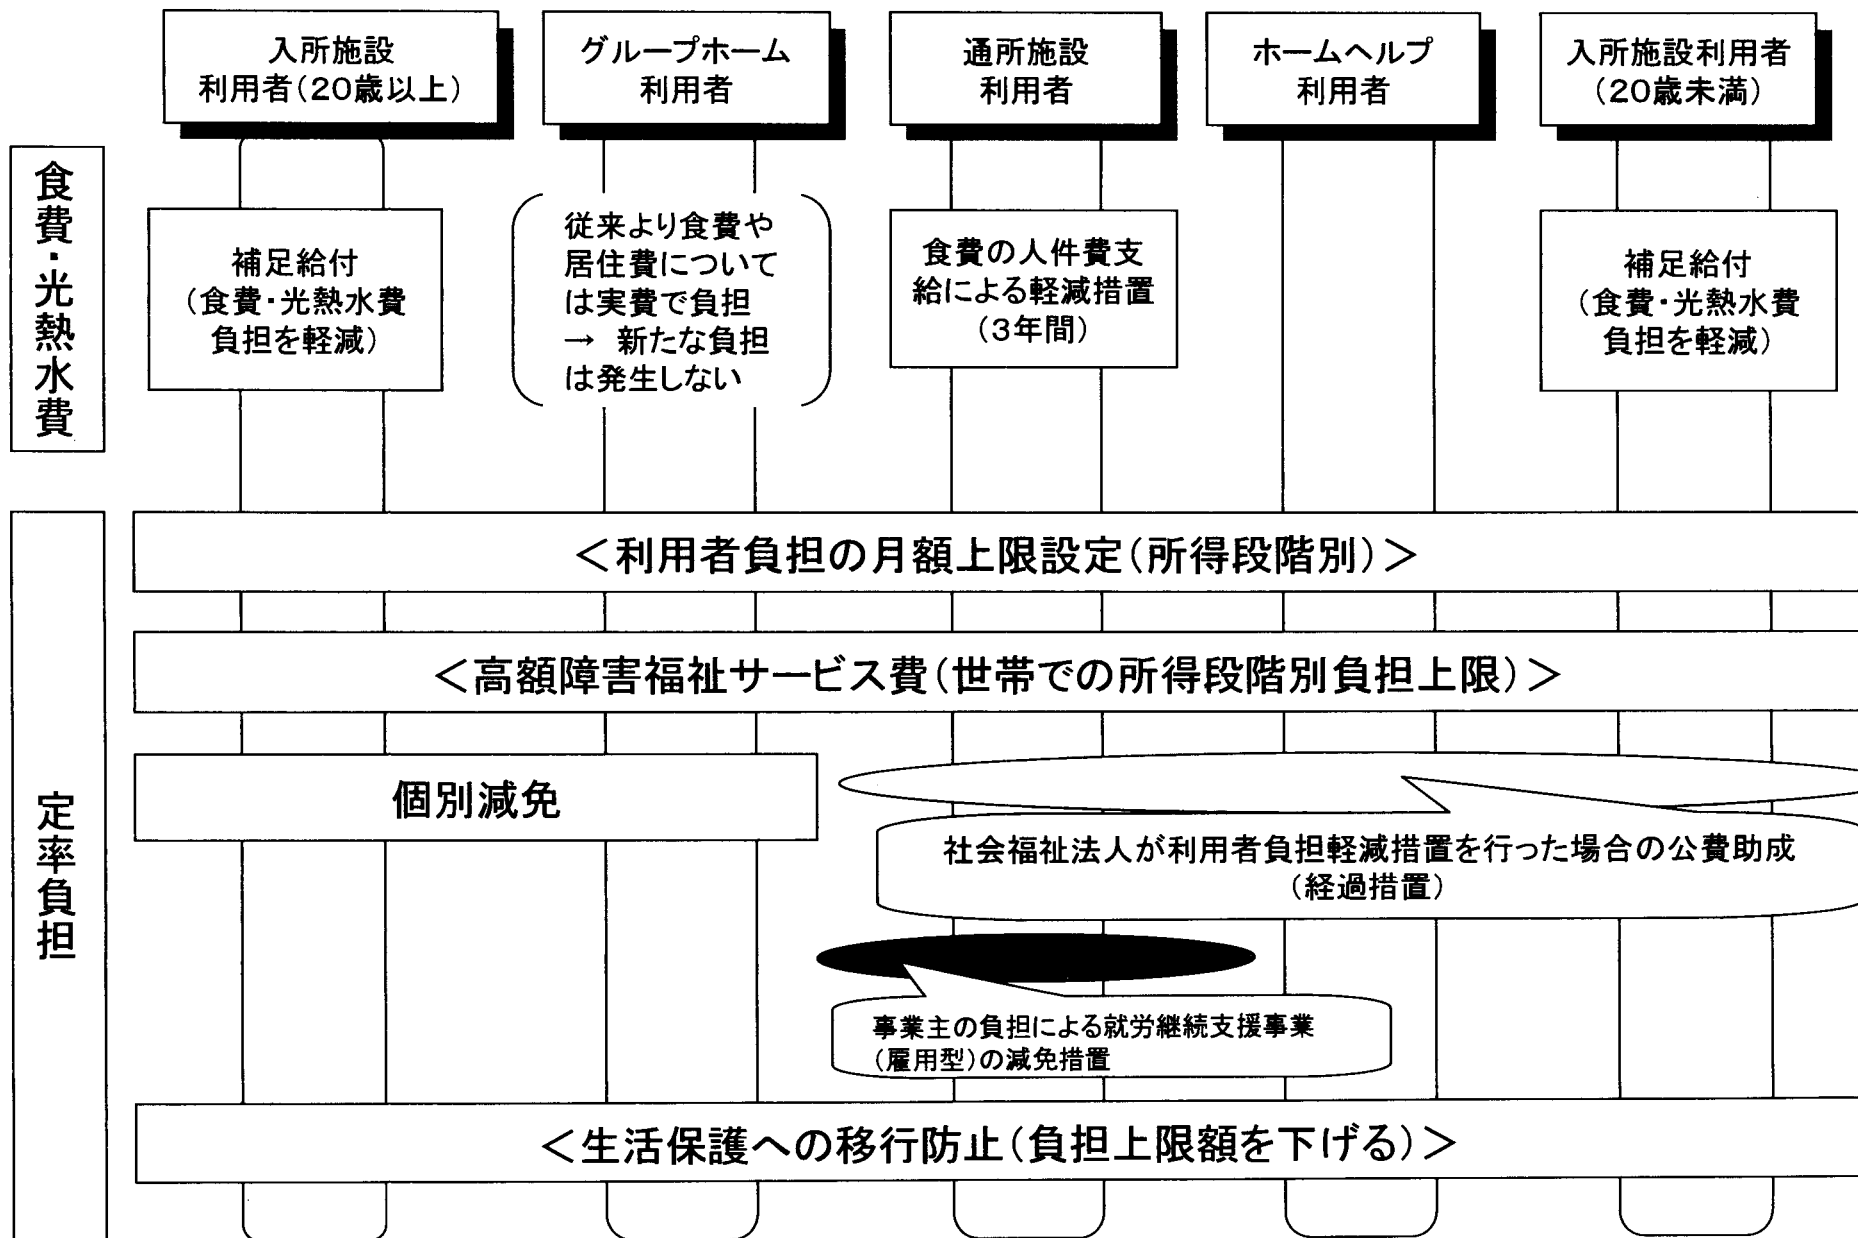 入所施設
利用者(20歳以上)
グループホーム
利用者
通所施設
利用者
ホームヘルプ
利用者
入所施設利用者
(20歳未満)
食費・光熱水費
補足給付
(食費・光熱水費
負担を軽減)
従来より食費や
居住費について
は実費で負担
→ 新たな負担
は発生しない
食費の人件費支
給による軽減措置
(3年間)
補足給付
(食費・光熱水費
負担を軽減)
定率負担
＜利用者負担の月額上限設定(所得段階別)＞
＜高額障害福祉サービス費(世帯での所得段階別負担上限)＞
個別減免
社会福祉法人が利用者負担軽減措置を行った場合の公費助成
(経過措置)
事業主の負担による就労継続支援事業
(雇用型)の減免措置
＜生活保護への移行防止(負担上限額を下げる)＞